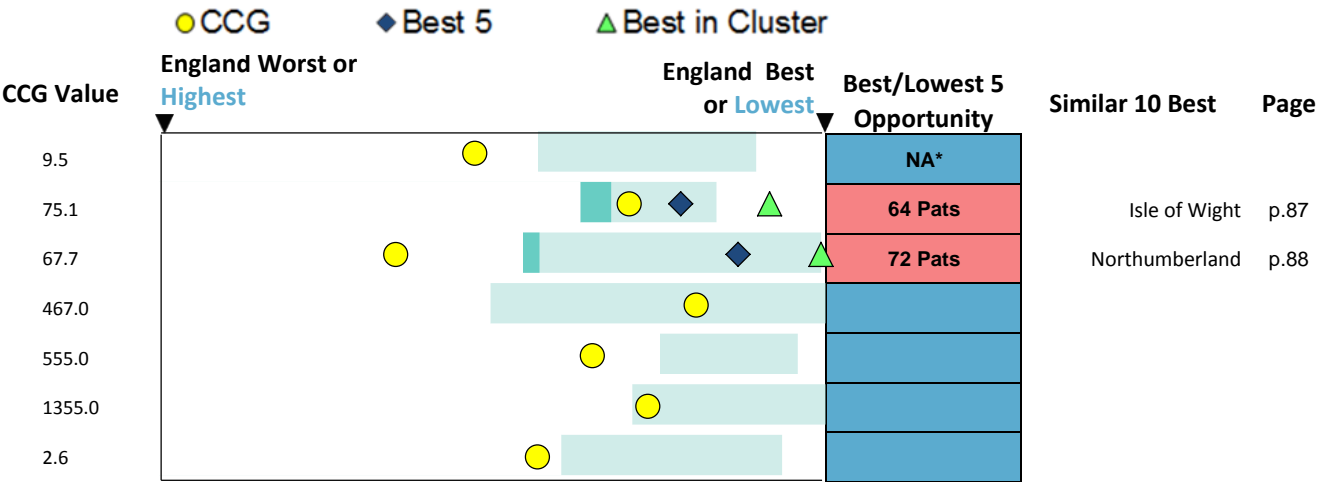 CCG Best 5 Best in Cluster
CCG Value
England Worst or
Highest
England Best
or Lowest
Best/Lowest 5
Opportunity
Similar 10 Best Page
9.5 NA*
75.1 64 Pats Isle of Wight p.87
67.7 72 Pats Northumberland p.88
467.0
555.0
1355.0
2.6